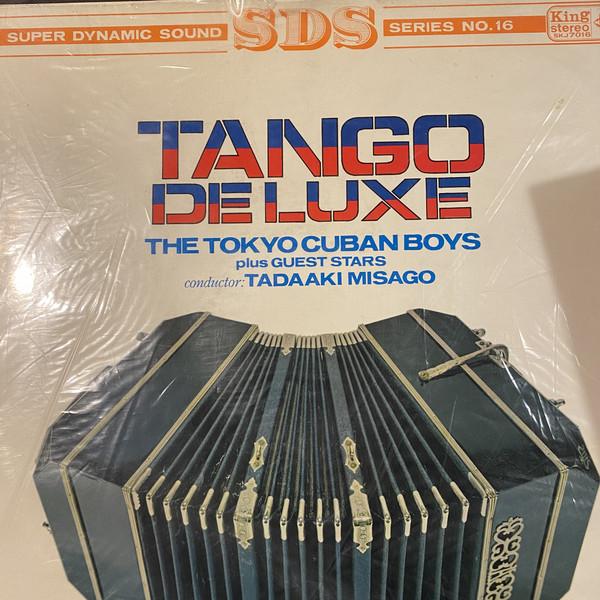 SUPER DYNAMIC SOUND SDS SERIES NO.16
King
stereo
SKJ7016
TANGO
DE LUXE
THE TOKYO CUBAN BOYS
plus GUEST STARS
conductor: TADAAKI MISAGO